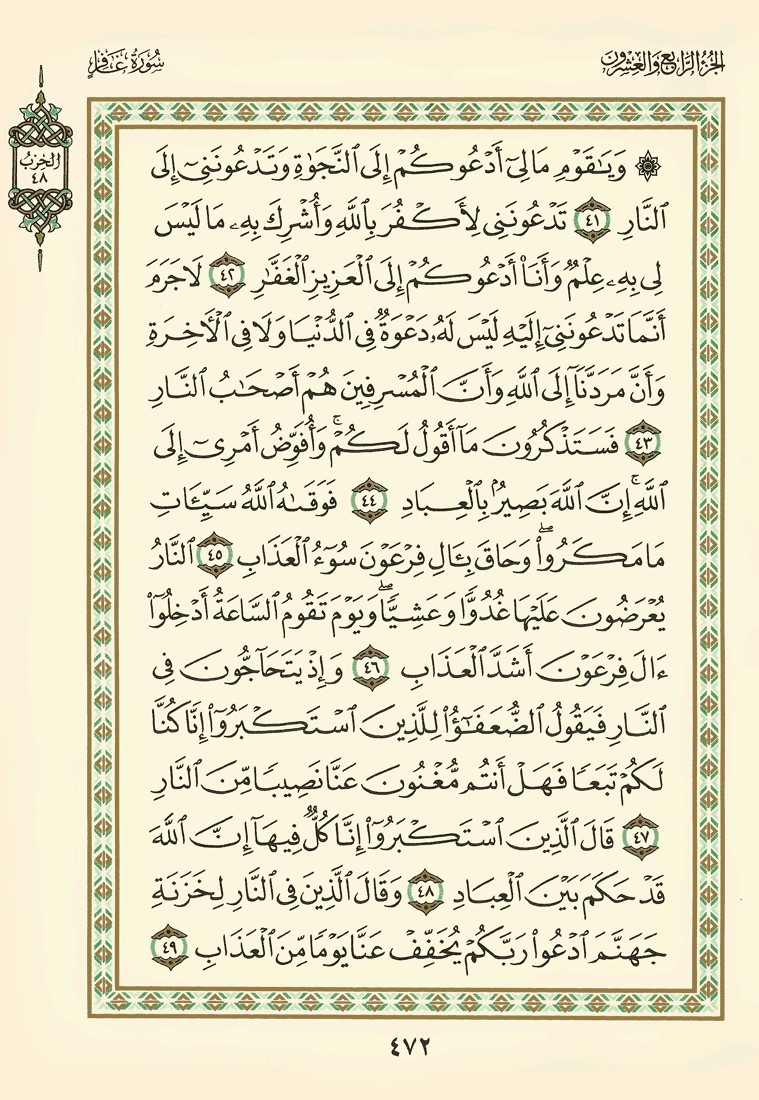 الجزء الرابع والعشرون
سورة غافر
الحزب
٤٨
۞ وَيَٰقَوْمِ مَا لِيٓ أَدْعُوكُمْ إِلَى ٱلنَّجَوٰةِ وَتَدْعُونَنِيٓ إِلَى
ٱلنَّارِ ٤١ تَدْعُونَنِي لِأَكْفُرَ بِٱللَّهِ وَأُشْرِكَ بِهِۦ مَا لَيْسَ
لِي بِهِۦ عِلْمٌ وَأَنَا۠ أَدْعُوكُمْ إِلَى ٱلْعَزِيزِ ٱلْغَفَّٰرِ ٤٢ لَا جَرَمَ
أَنَّمَا تَدْعُونَنِيٓ إِلَيْهِ لَيْسَ لَهُۥ دَعْوَةٌ فِي ٱلدُّنْيَا وَلَا فِي ٱلْأٓخِرَةِ
وَأَنَّ مَرَدَّنَآ إِلَى ٱللَّهِ وَأَنَّ ٱلْمُسْرِفِينَ هُمْ أَصْحَٰبُ ٱلنَّارِ
٤٣ فَسَتَذْكُرُونَ مَآ أَقُولُ لَكُمْۚ وَأُفَوِّضُ أَمْرِيٓ إِلَى
ٱللَّهِۚ إِنَّ ٱللَّهَ بَصِيرُۢ بِٱلْعِبَادِ ٤٤ فَوَقَىٰهُ ٱللَّهُ سَيِّـَٔاتِ
مَا مَكَرُوا۟ۖ وَحَاقَ بِـَٔالِ فِرْعَوْنَ سُوٓءُ ٱلْعَذَابِ ٤٥ ٱلنَّارُ
يُعْرَضُونَ عَلَيْهَا غُدُوًّا وَعَشِيًّاۖ وَيَوْمَ تَقُومُ ٱلسَّاعَةُ أَدْخِلُوٓا۟
ءَالَ فِرْعَوْنَ أَشَدَّ ٱلْعَذَابِ ٤٦ وَإِذْ يَتَحَآجُّونَ فِي
ٱلنَّارِ فَيَقُولُ ٱلضُّعَفَٰٓؤُا۟ لِلَّذِينَ ٱسْتَكْبَرُوٓا۟ إِنَّا كُنَّا
لَكُمْ تَبَعًا فَهَلْ أَنتُم مُّغْنُونَ عَنَّا نَصِيبًا مِّنَ ٱلنَّارِ
٤٧ قَالَ ٱلَّذِينَ ٱسْتَكْبَرُوٓا۟ إِنَّا كُلٌّ فِيهَآ إِنَّ ٱللَّهَ
قَدْ حَكَمَ بَيْنَ ٱلْعِبَادِ ٤٨ وَقَالَ ٱلَّذِينَ فِي ٱلنَّارِ لِخَزَنَةِ
جَهَنَّمَ ٱدْعُوا۟ رَبَّكُمْ يُخَفِّفْ عَنَّا يَوْمًا مِّنَ ٱلْعَذَابِ ٤٩
٤٧٢